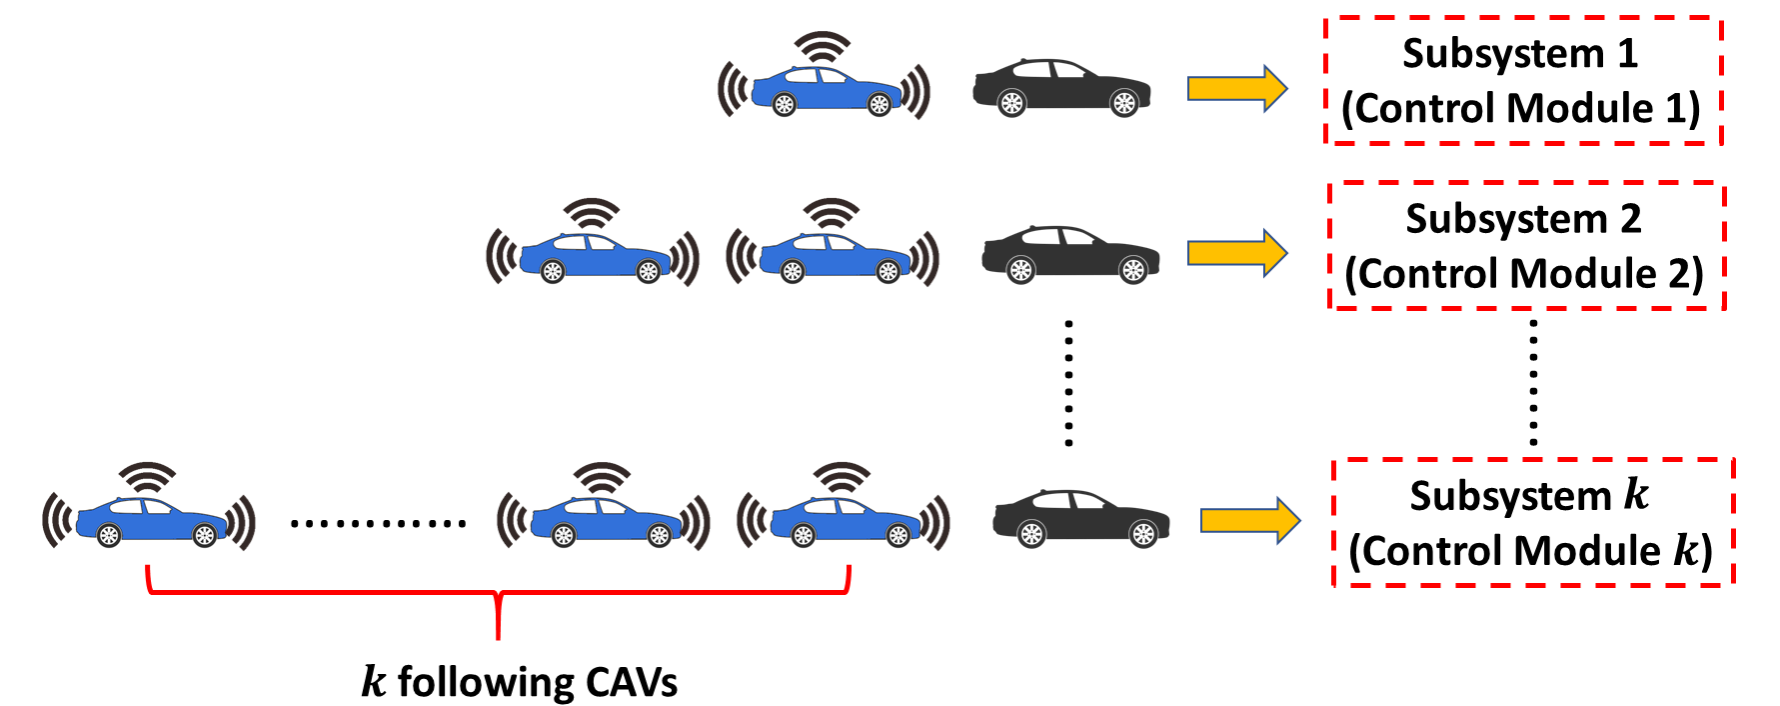 Subsystem 1
(Control Module 1)
Subsystem 2
(Control Module 2)
Subsystem k
(Control Module k)
k following CAVs